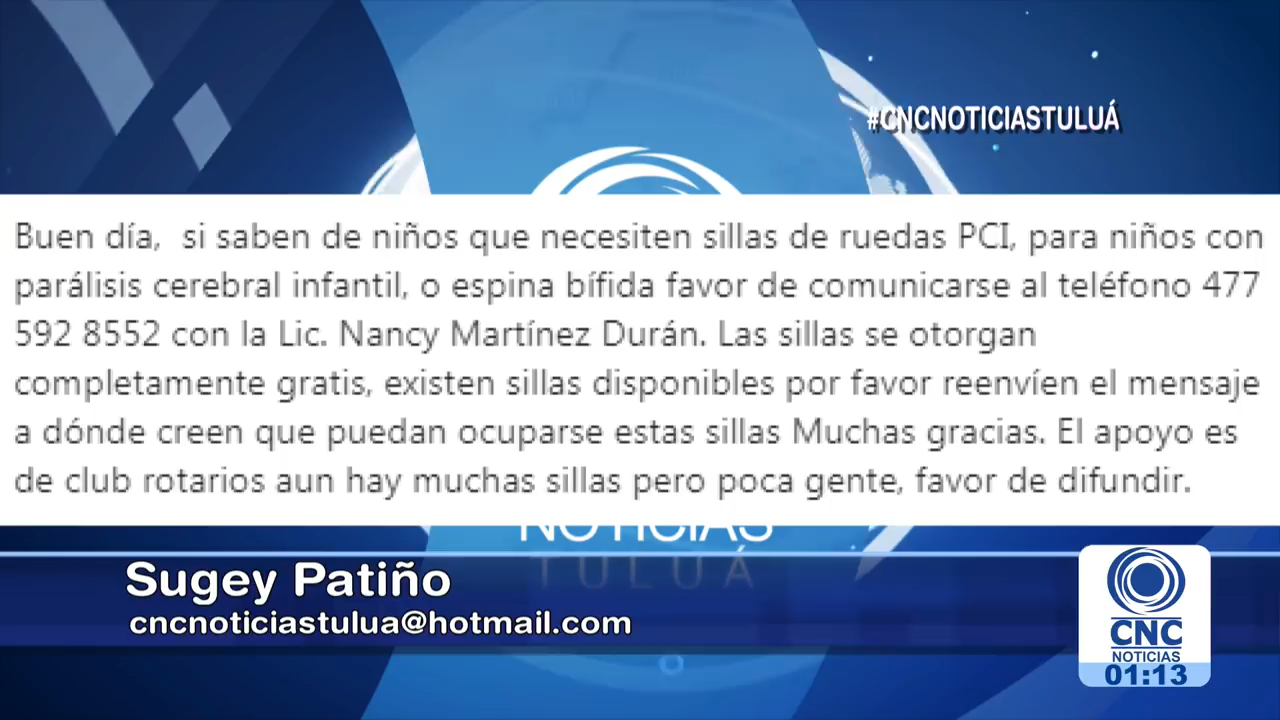 #CNCNOTICIASTULUÁ
Buen día,  si saben de niños que necesiten sillas de ruedas PCI, para niños con
parálisis cerebral infantil, o espina bífida favor de comunicarse al teléfono 477
592 8552 con la Lic. Nancy Martínez Durán. Las sillas se otorgan
completamente gratis, existen sillas disponibles por favor reenvíen el mensaje
a dónde creen que puedan ocuparse estas sillas Muchas gracias. El apoyo es
de club rotarios aun hay muchas sillas pero poca gente, favor de difundir.
NOTICIAS
TULUÁ
Sugey Patiño
cncnoticiastulua@hotmail.com
CNC
NOTICIAS
01:13